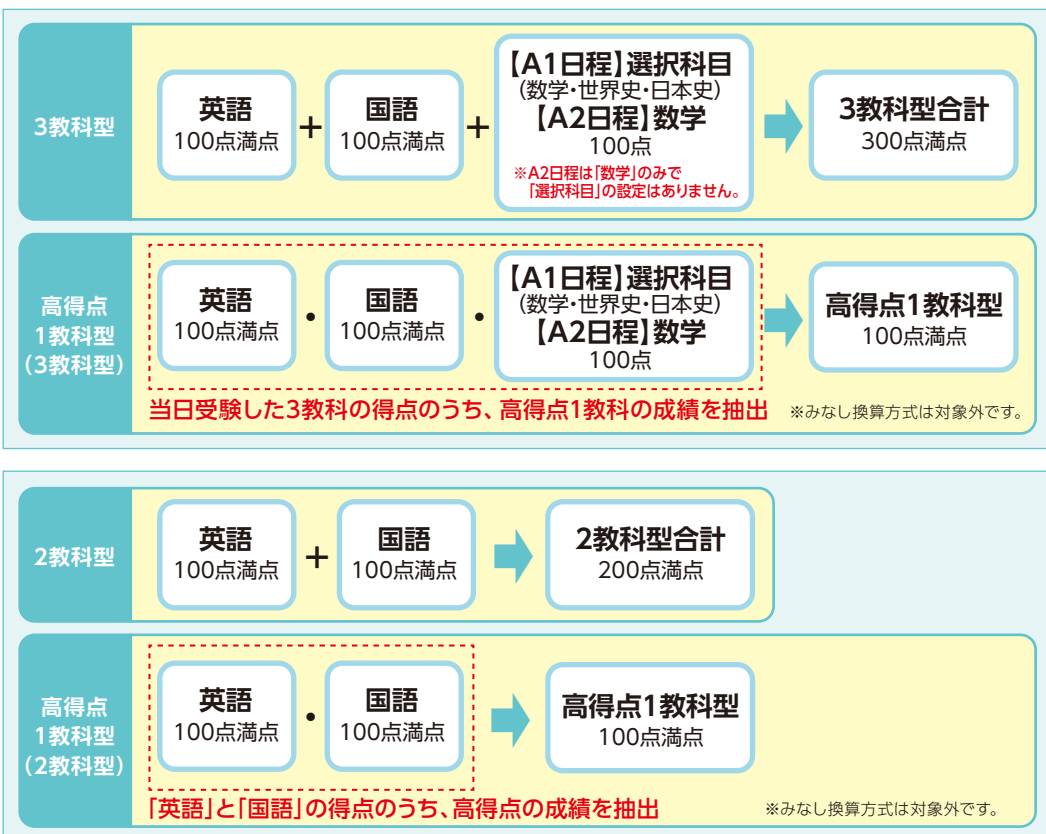 3教科型
英語
100点満点
+
国語
100点満点
+
【A1日程】選択科目
(数学・世界史・日本史)
【A2日程】数学
100点
※A2日程は「数学」のみで
「選択科目」の設定はありません。
3教科型合計
300点満点
高得点
1教科型
(3教科型)
英語
100点満点
・
国語
100点満点
・
【A1日程】選択科目
(数学・世界史・日本史)
【A2日程】数学
100点
高得点1教科型
100点満点
当日受験した3教科の得点のうち、高得点1教科の成績を抽出
※みなし換算方式は対象外です。
2教科型
英語
100点満点
+
国語
100点満点
2教科型合計
200点満点
高得点
1教科型
(2教科型)
英語
100点満点
・
国語
100点満点
高得点1教科型
100点満点
「英語」と「国語」の得点のうち、高得点の成績を抽出
※みなし換算方式は対象外です。